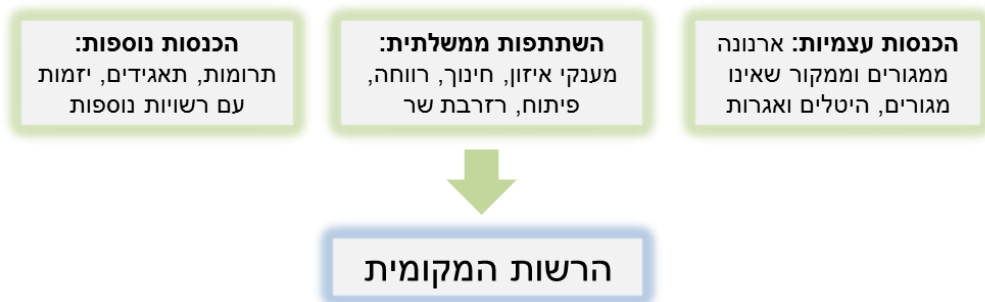 הכנסות עצמיות: ארנונה
ממגורים וממקור שאינו
מגורים, היטלים ואגרות
השתתפות ממשלתית:
מענקי איזון, חינוך, רווחה,
פיתוח, רזרבת שר
הכנסות נוספות:
תרומות, תאגידים, יזמות
עם רשויות נוספות
הרשות המקומית